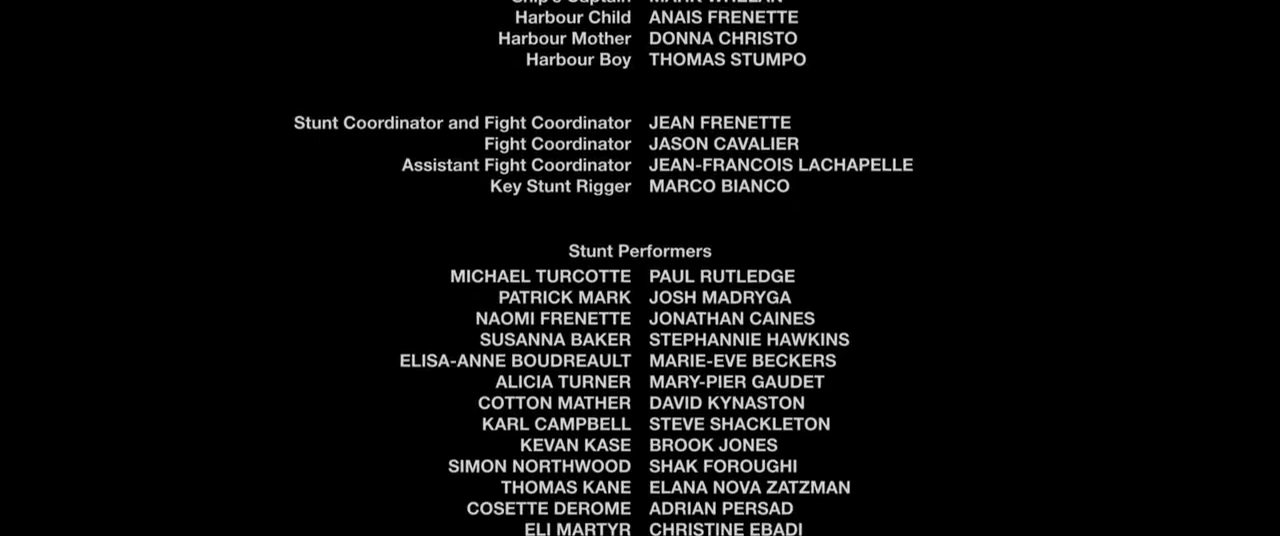 Ship's Captain MARK WHELAN
Harbour Child ANAIS FRENETTE
Harbour Mother DONNA CHRISTO
Harbour Boy THOMAS STUMPO
Stunt Coordinator and Fight Coordinator JEAN FRENETTE
Fight Coordinator JASON CAVALIER
Assistant Fight Coordinator JEAN-FRANCOIS LACHAPELLE
Key Stunt Rigger MARCO BIANCO
Stunt Performers
MICHAEL TURCOTTE PAUL RUTLEDGE
PATRICK MARK JOSH MADRYGA
NAOMI FRENETTE JONATHAN CAINES
SUSANNA BAKER STEPHANNIE HAWKINS
ELISA-ANNE BOUDREAULT MARIE-EVE BECKERS
ALICIA TURNER MARY-PIER GAUDET
COTTON MATHER DAVID KYNASTON
KARL CAMPBELL STEVE SHACKLETON
KEVAN KASE BROOK JONES
SIMON NORTHWOOD SHAK FOROUGHI
THOMAS KANE ELANA NOVA ZATZMAN
COSETTE DEROME ADRIAN PERSAD
ELI MARTYR CHRISTINE EBADI